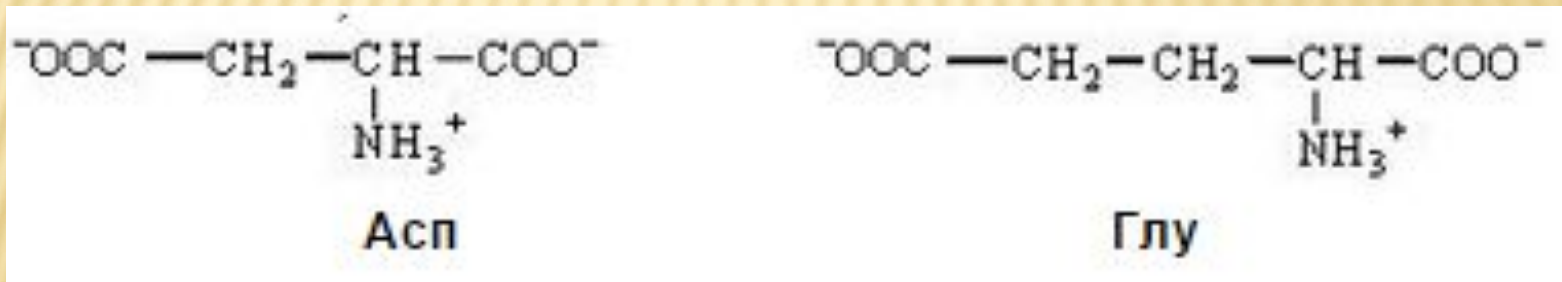 ⁻OOC—CH₂—CH—COO⁻
NH₃⁺
Асп
⁻OOC—CH₂—CH₂—CH—COO⁻
NH₃⁺
Глу